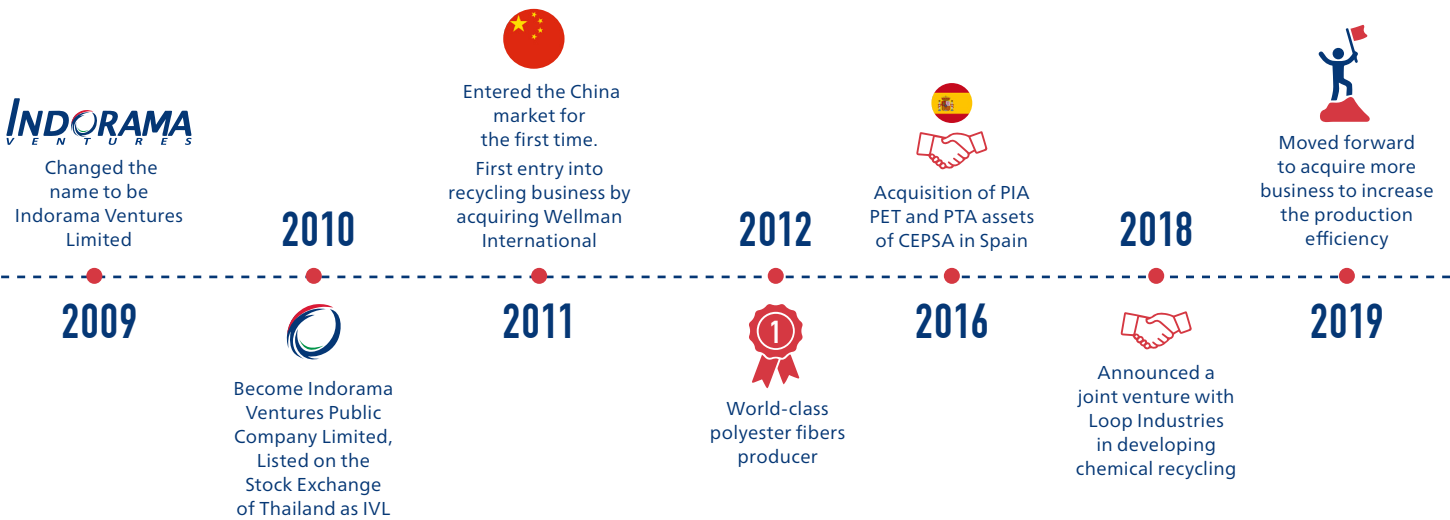 INDORAMA
VENTURES
Changed the
name to be
Indorama Ventures
Limited
2009
2010
Become Indorama
Ventures Public
Company Limited,
Listed on the
Stock Exchange
of Thailand as IVL
Entered the China
market for
the first time.
First entry into
recycling business by
acquiring Wellman
International
2011
2012
1
World-class
polyester fibers
producer
Acquisition of PIA
PET and PTA assets
of CEPSA in Spain
2016
2018
Announced a
joint venture with
Loop Industries
in developing
chemical recycling
Moved forward
to acquire more
business to increase
the production
efficiency
2019